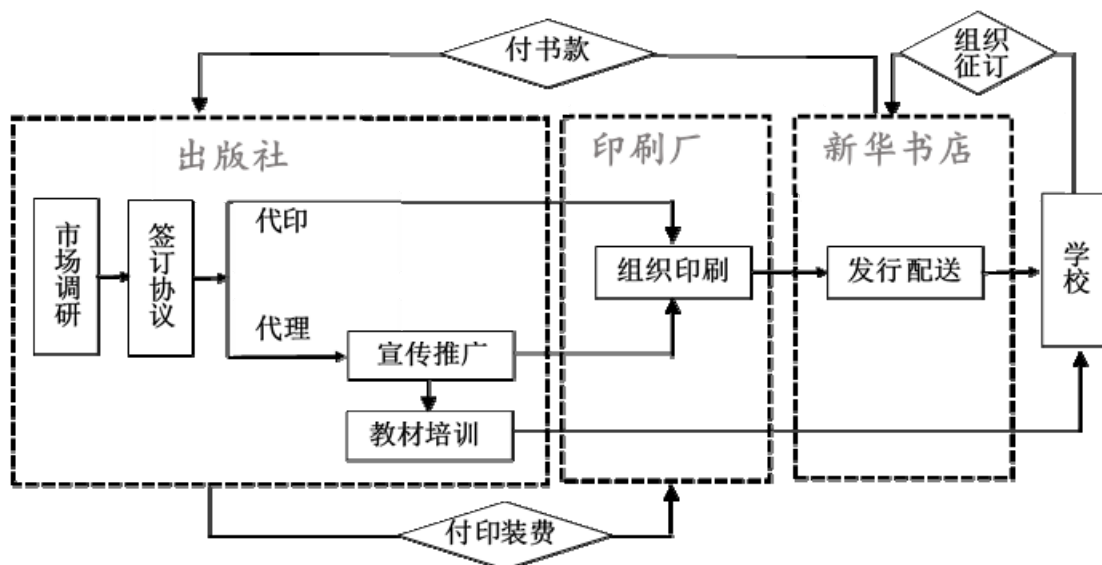 付书款
组织
征订
出版社
印刷厂
新华书店
市场调研
签订协议
代印
组织印刷
发行配送
学校
代理
宣传推广
教材培训
付印装费